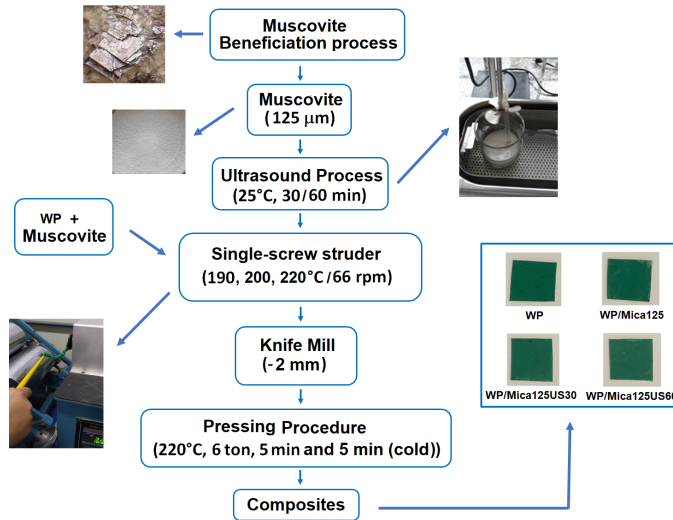 Muscovite
Beneficiation process
Muscovite
(125 µm)
Ultrasound Process
(25°C, 30/60 min)
WP +
Muscovite
Single-screw struder
(190, 200, 220°C/66 rpm)
Knife Mill
(-2 mm)
Pressing Procedure
(220°C, 6 ton, 5 min and 5 min (cold))
Composites
WP
WP/Mica125
WP/Mica125US30
WP/Mica125US60